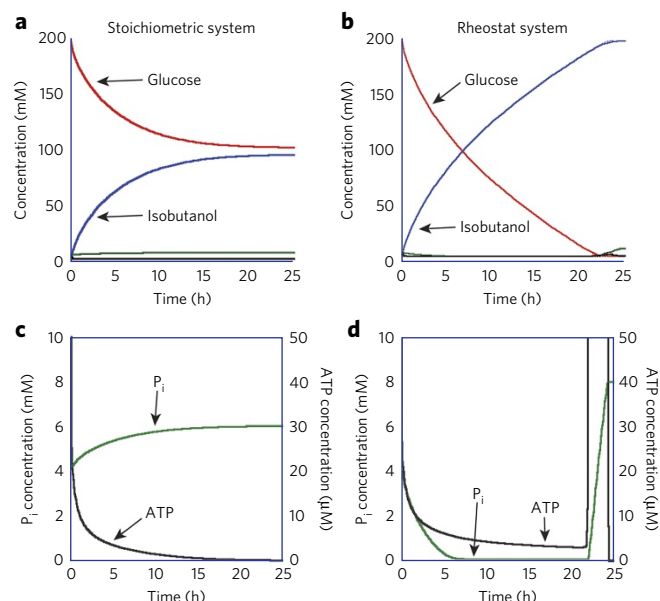 a Stoichiometric system
200
150
100
50
0
Concentration (mM)
Glucose
Isobutanol
0 5 10 15 20 25
Time (h)
b Rheostat system
200
150
100
50
0
Concentration (mM)
Glucose
Isobutanol
0 5 10 15 20 25
Time (h)
c
10
8
6
4
2
0
Pi concentration (mM)
50
40
30
20
10
0
ATP concentration (μM)
Pi
ATP
0 5 10 15 20 25
Time (h)
d
10
8
6
4
2
0
Pi concentration (mM)
50
40
30
20
10
0
ATP concentration (μM)
Pi
ATP
0 5 10 15 20 25
Time (h)